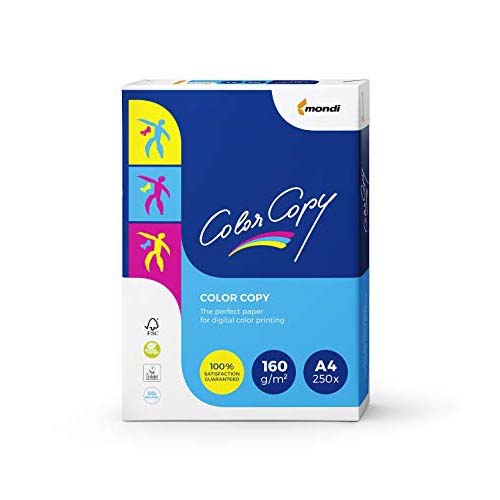 mondi
Color Copy
COLOR COPY
The perfect paper
for digital color printing
FSC
100%
SATISFACTION
GUARANTEED
160
g/m²
A4
250x